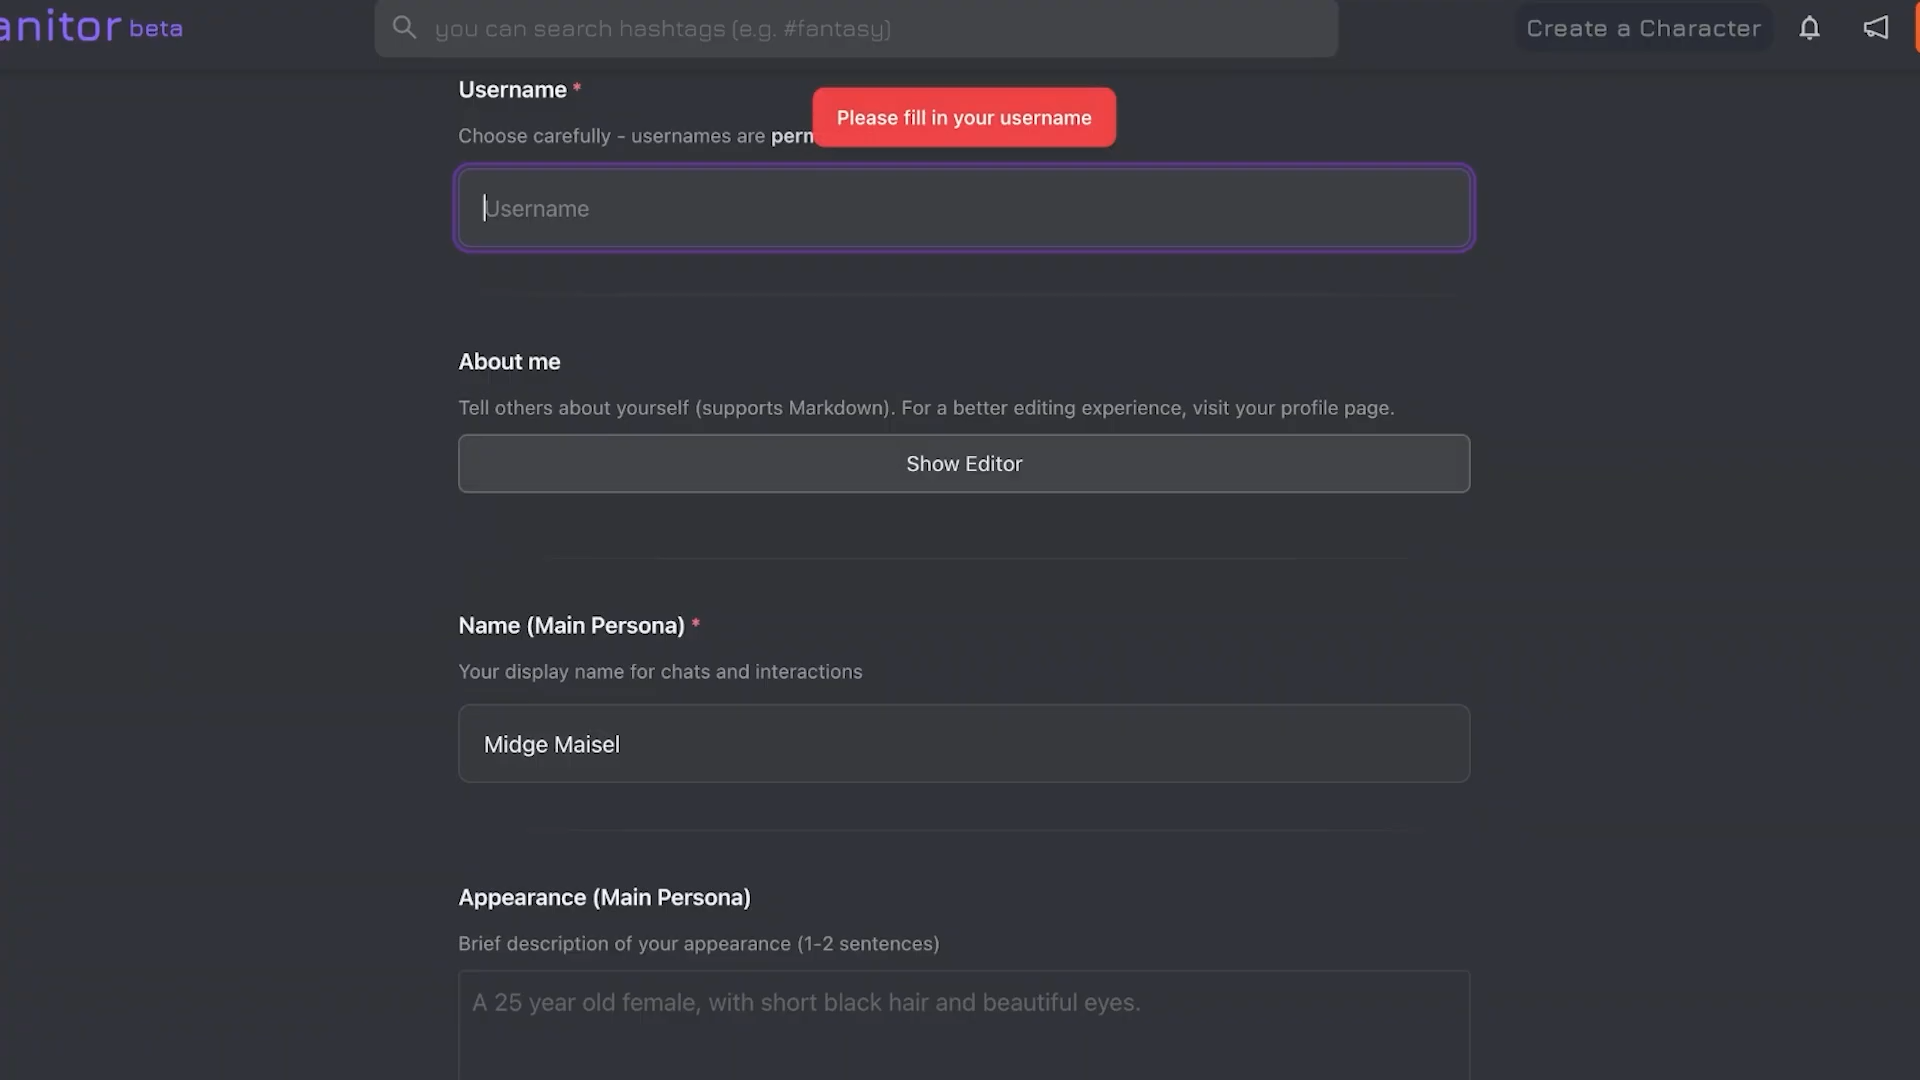 anitor beta
you can search hashtags (e.g. #fantasy)
Create a Character
Username *
Please fill in your username
Choose carefully - usernames are perm
Username
About me
Tell others about yourself (supports Markdown). For a better editing experience, visit your profile page.
Show Editor
Name (Main Persona) *
Your display name for chats and interactions
Midge Maisel
Appearance (Main Persona)
Brief description of your appearance (1-2 sentences)
A 25 year old female, with short black hair and beautiful eyes.